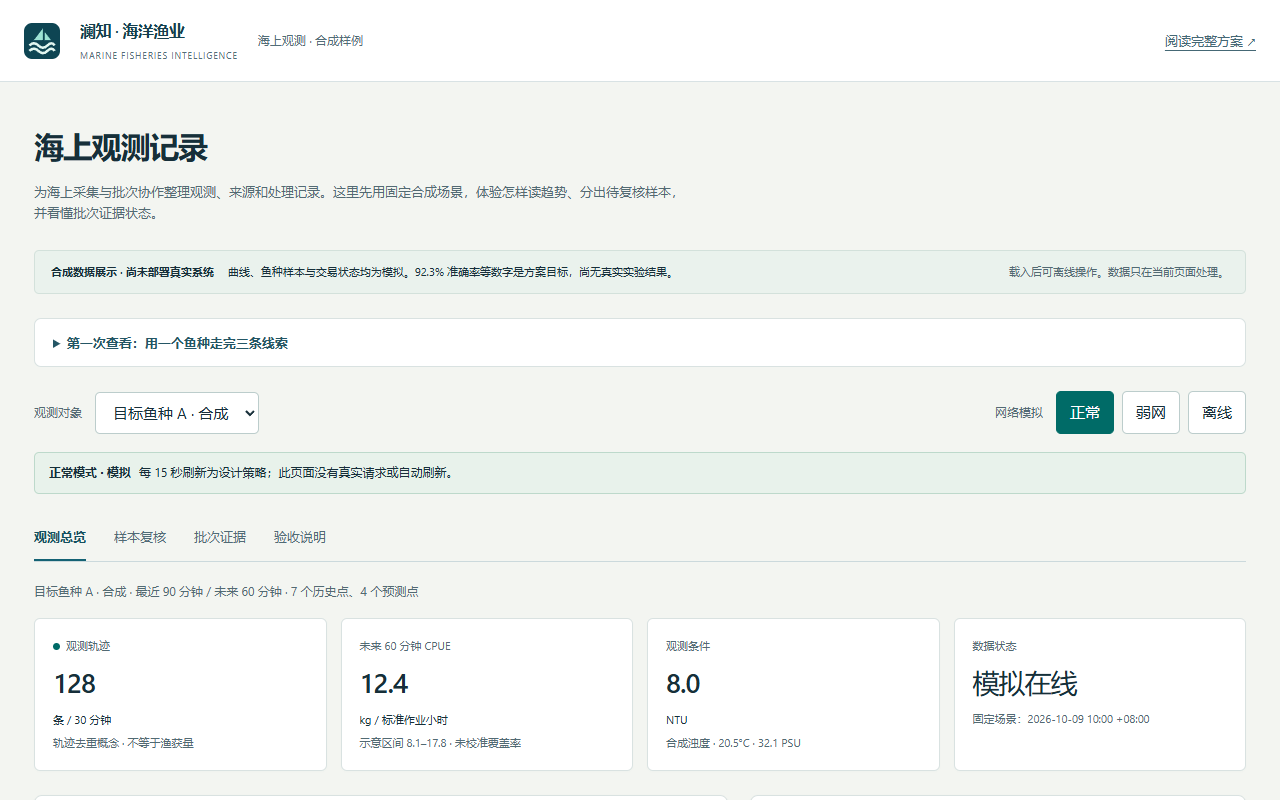 澜知 · 海洋渔业
MARINE FISHERIES INTELLIGENCE
海上观测 · 合成样例
阅读完整方案 ↗
海上观测记录
为海上采集与批次协作整理观测、来源和处理记录。这里先用固定合成场景，体验怎样读趋势、分出待复核样本，
并看懂批次证据状态。
合成数据展示 · 尚未部署真实系统 曲线、鱼种样本与交易状态均为模拟。92.3% 准确率等数字是方案目标，尚无真实实验结果。
载入后可离线操作。数据只在当前页面处理。
▶ 第一次查看：用一个鱼种走完三条线索
观测对象
目标鱼种 A · 合成
网络模拟
正常
弱网
离线
正常模式 · 模拟 每 15 秒刷新为设计策略；此页面没有真实请求或自动刷新。
观测总览
样本复核
批次证据
验收说明
目标鱼种 A · 合成 · 最近 90 分钟 / 未来 60 分钟 · 7 个历史点、4 个预测点
观测轨迹
128
条 / 30 分钟
轨迹去重概念 · 不等于渔获量
未来 60 分钟 CPUE
12.4
kg / 标准作业小时
示意区间 8.1–17.8 · 未校准覆盖率
观测条件
8.0
NTU
合成浊度 · 20.5°C · 32.1 PSU
数据状态
模拟在线
固定场景：2026-10-09 10:00 +08:00